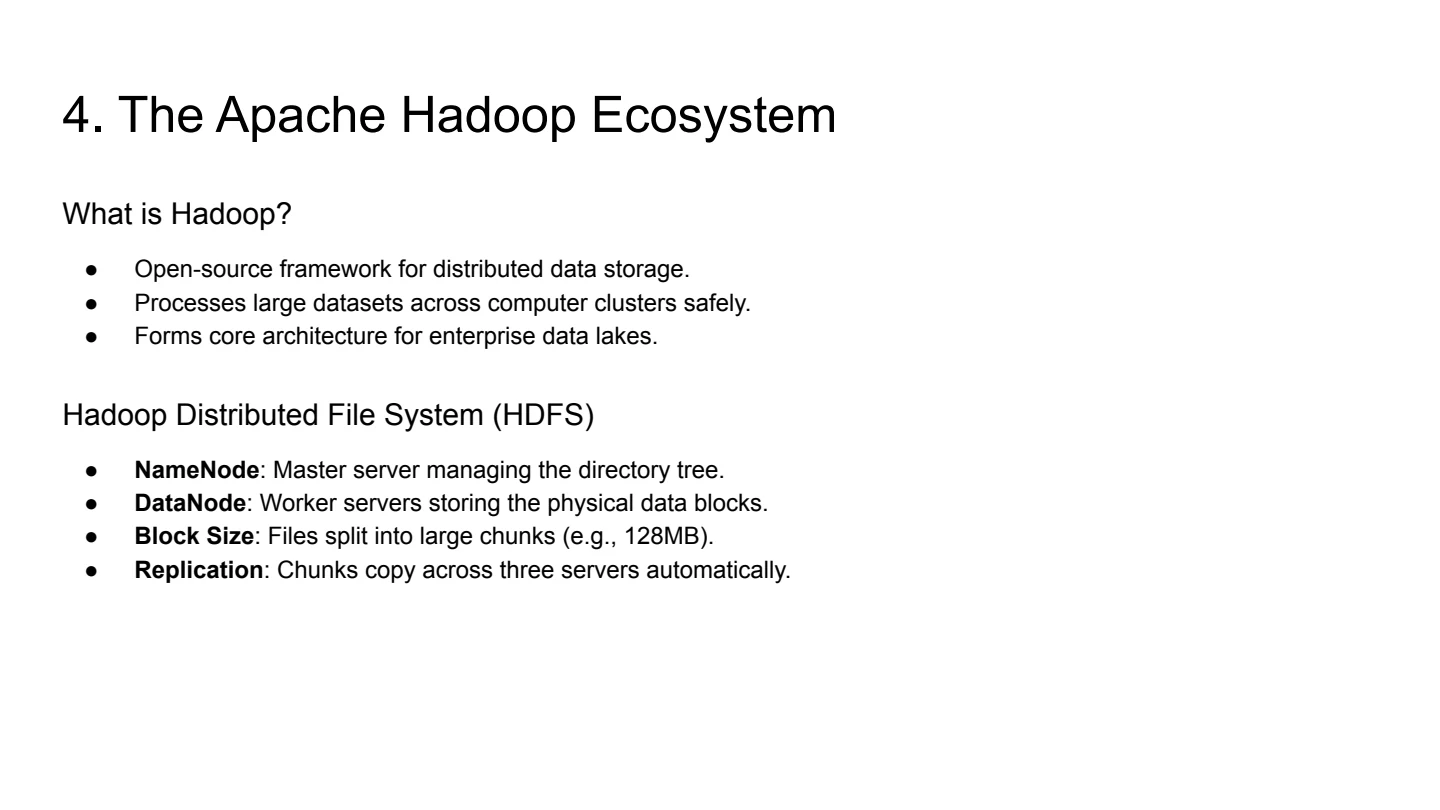 4. The Apache Hadoop Ecosystem
What is Hadoop?
● Open-source framework for distributed data storage.
● Processes large datasets across computer clusters safely.
● Forms core architecture for enterprise data lakes.
Hadoop Distributed File System (HDFS)
● NameNode: Master server managing the directory tree.
● DataNode: Worker servers storing the physical data blocks.
● Block Size: Files split into large chunks (e.g., 128MB).
● Replication: Chunks copy across three servers automatically.